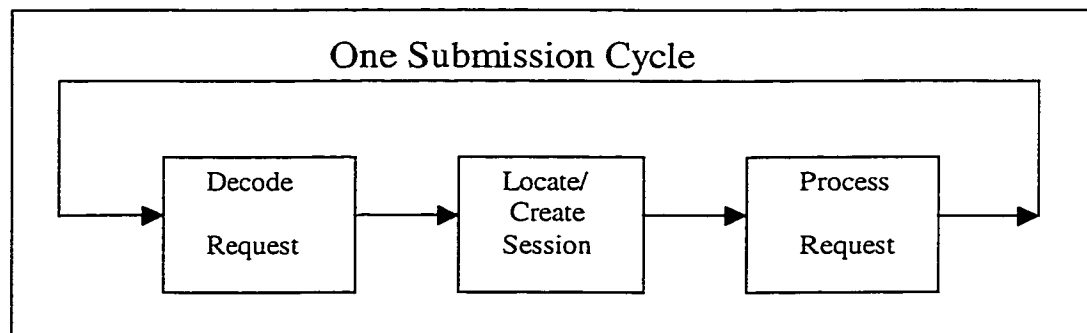 One Submission Cycle
Decode
Request
Locate/
Create
Session
Process
Request